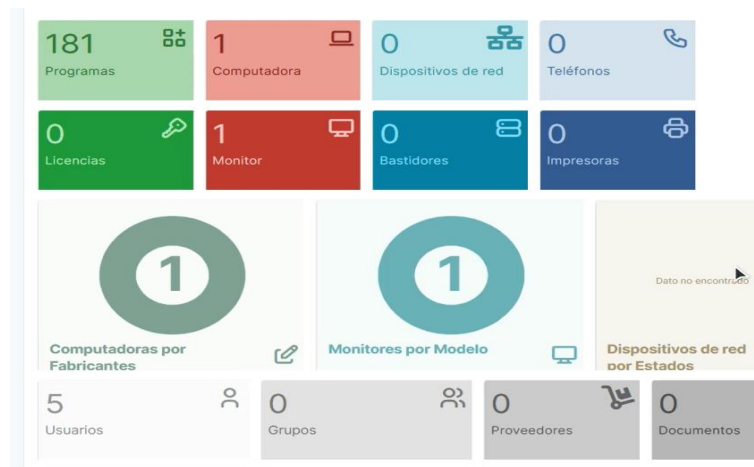 181
Programas
1
Computadora
0
Dispositivos de red
0
Teléfonos
0
Licencias
1
Monitor
0
Bastidores
0
Impresoras
1
Computadoras por
Fabricantes
1
Monitores por Modelo
Dato no encontrado
Dispositivos de red
por Estados
5
Usuarios
0
Grupos
0
Proveedores
0
Documentos